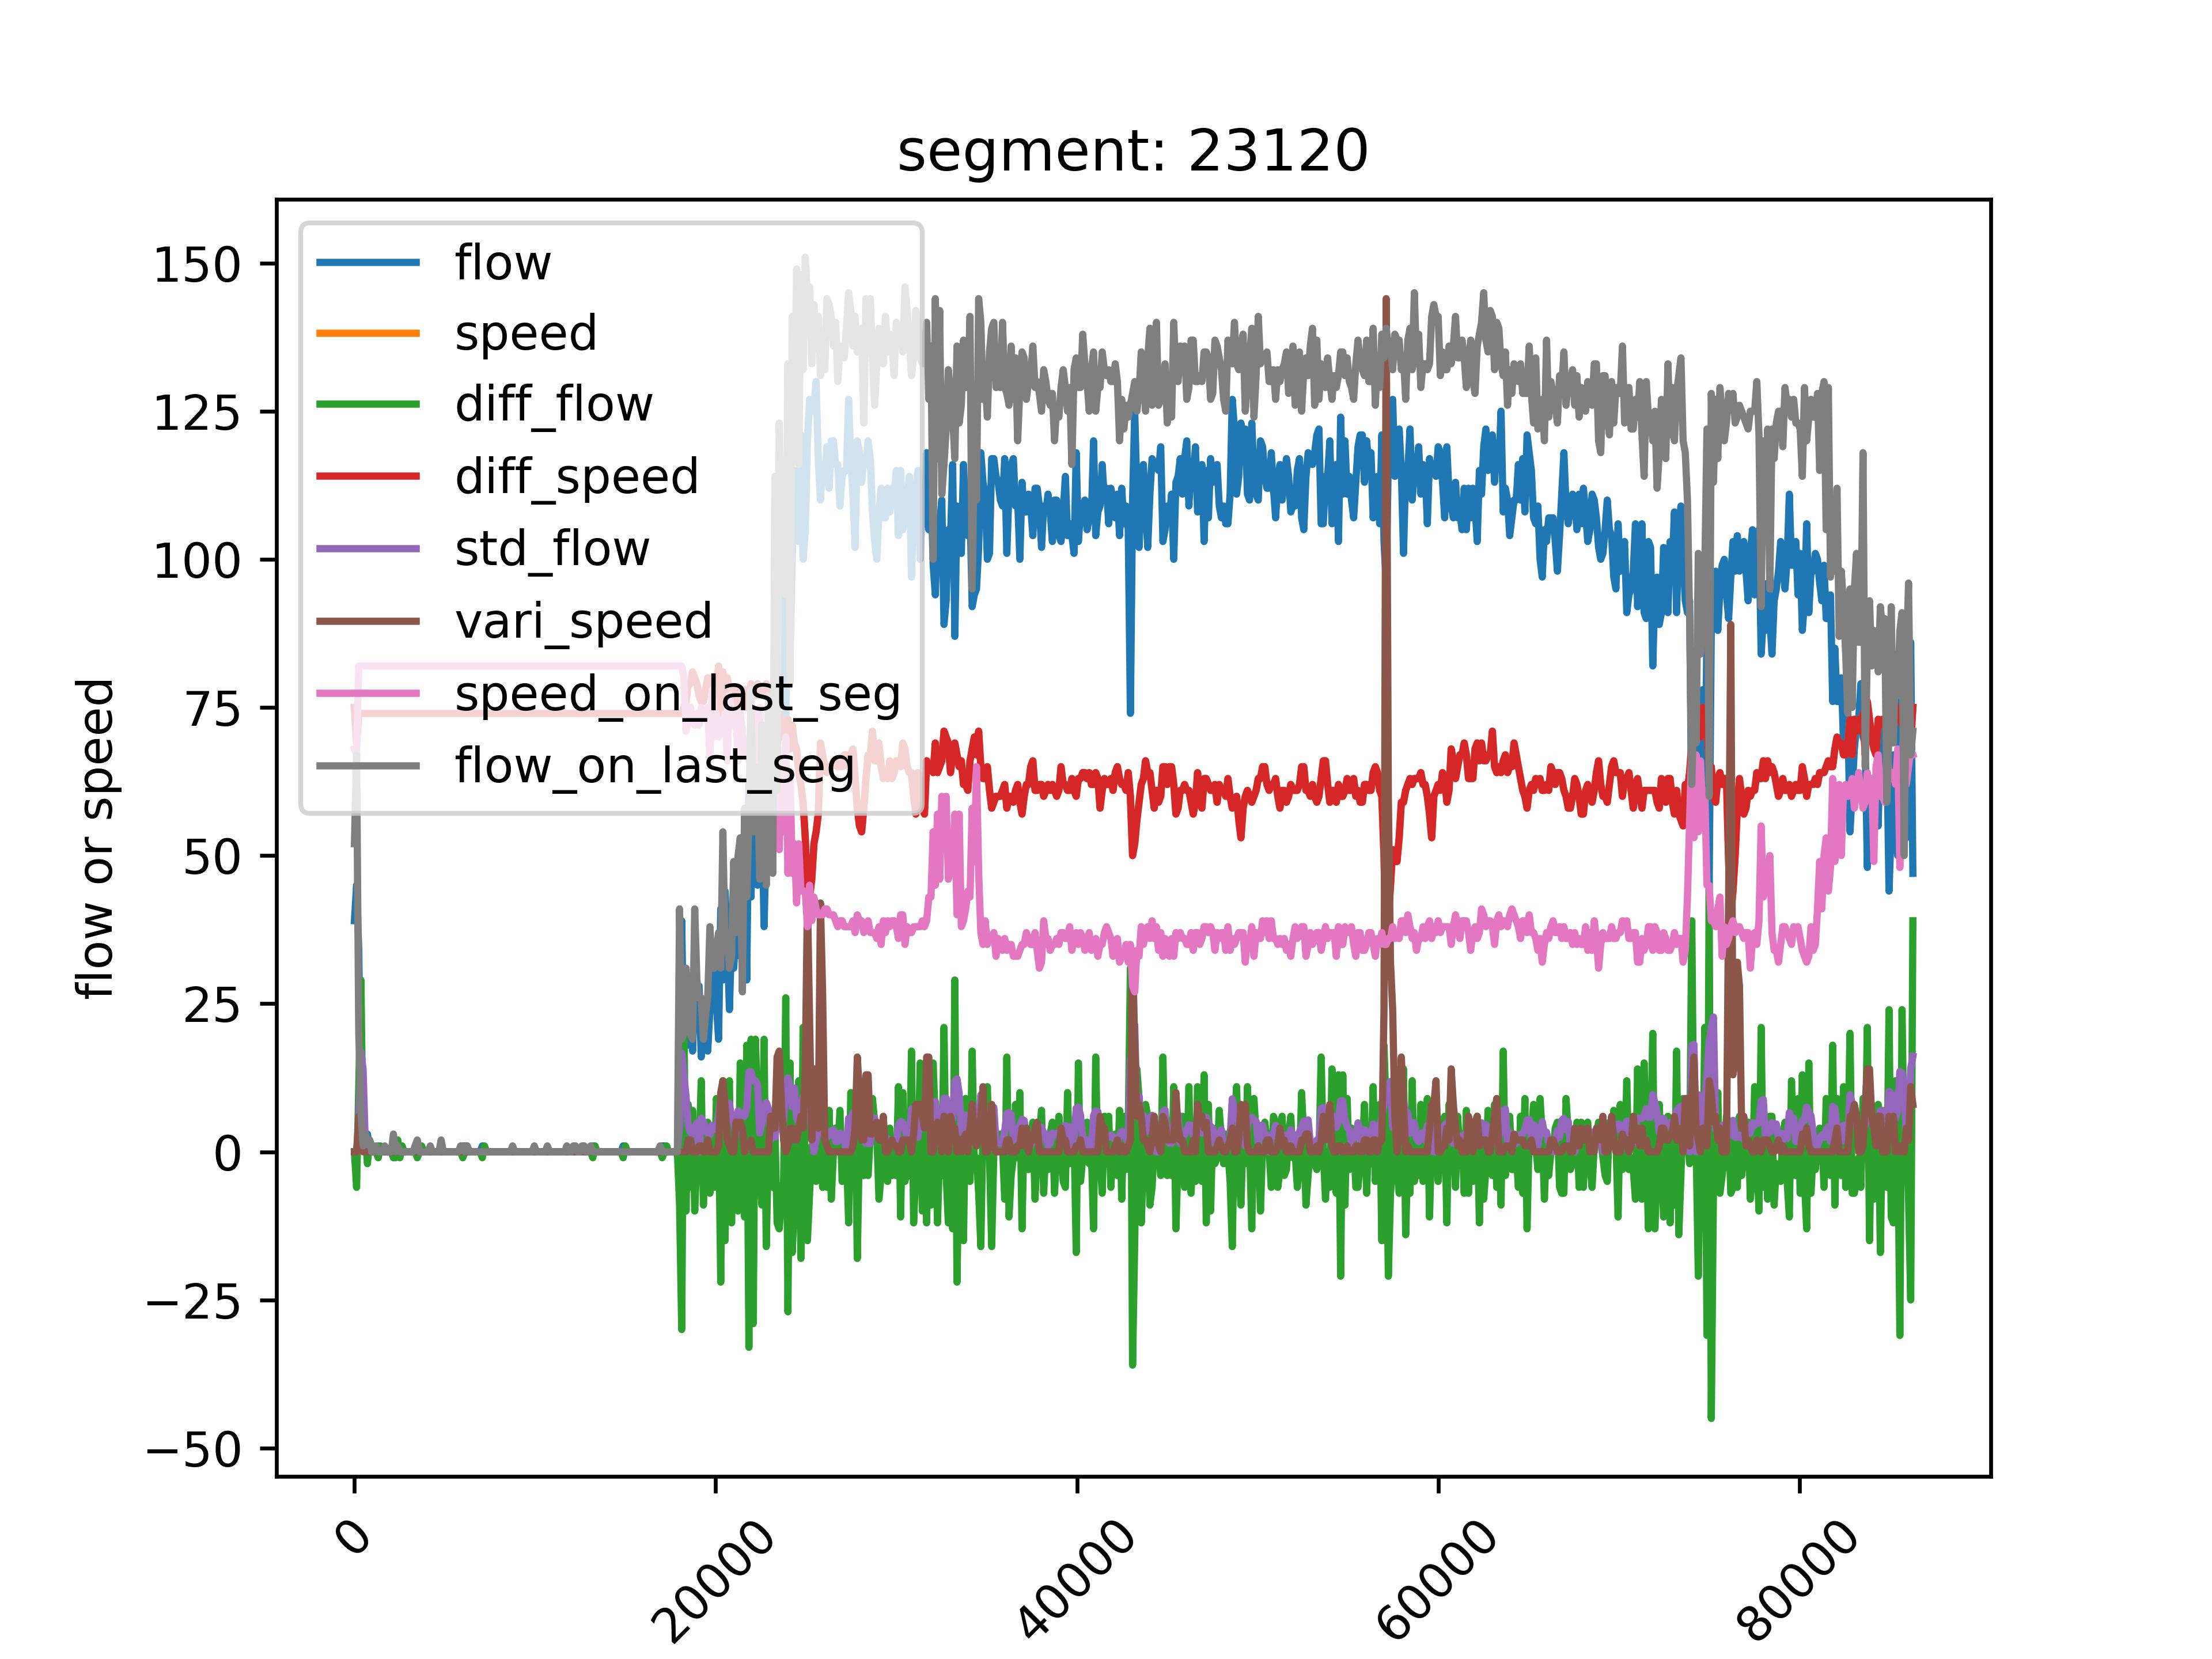 segment: 23120
flow
speed
diff_flow
diff_speed
std_flow
vari_speed
speed_on_last_seg
flow_on_last_seg
flow or speed
150
125
100
75
50
25
0
−25
−50
0
20000
40000
60000
80000